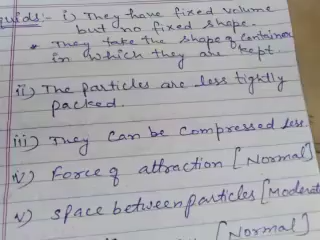 quids:- i) They have fixed volume
but no fixed shape.
* They take the shape of container
in which they are kept
ii) The particles are less tightly
packed.
iii) They can be compressed less
iv) Force of attraction [Normal]
v) Space between particles [Moderat
[Normal]